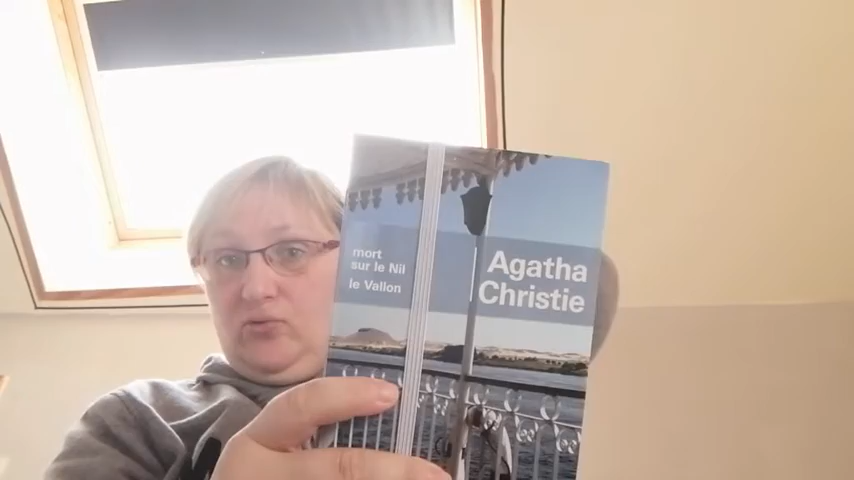 mort
sur le Nil
le Vallon
Agatha
Christie